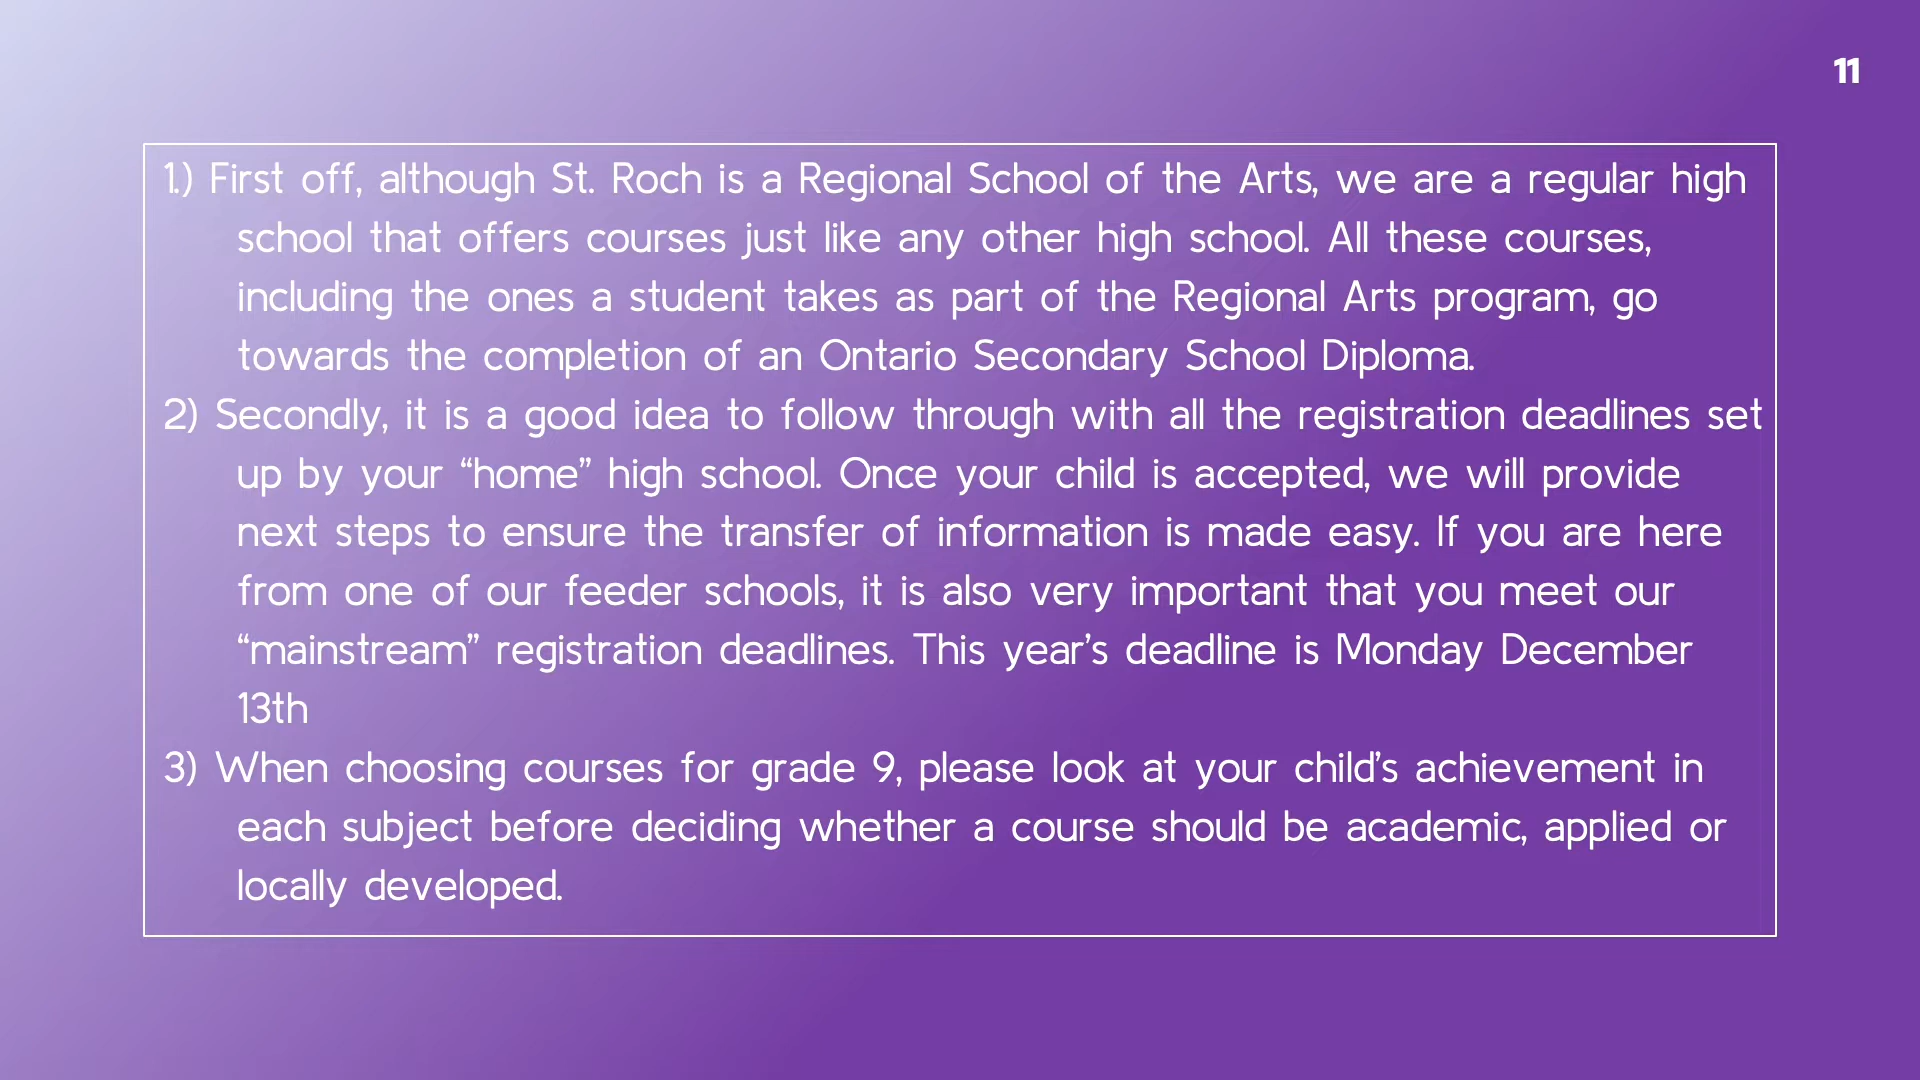 11
1.) First off, although St. Roch is a Regional School of the Arts, we are a regular high
school that offers courses just like any other high school. All these courses,
including the ones a student takes as part of the Regional Arts program, go
towards the completion of an Ontario Secondary School Diploma.
2) Secondly, it is a good idea to follow through with all the registration deadlines set
up by your “home” high school. Once your child is accepted, we will provide
next steps to ensure the transfer of information is made easy. If you are here
from one of our feeder schools, it is also very important that you meet our
“mainstream” registration deadlines. This year’s deadline is Monday December
13th
3) When choosing courses for grade 9, please look at your child’s achievement in
each subject before deciding whether a course should be academic, applied or
locally developed.